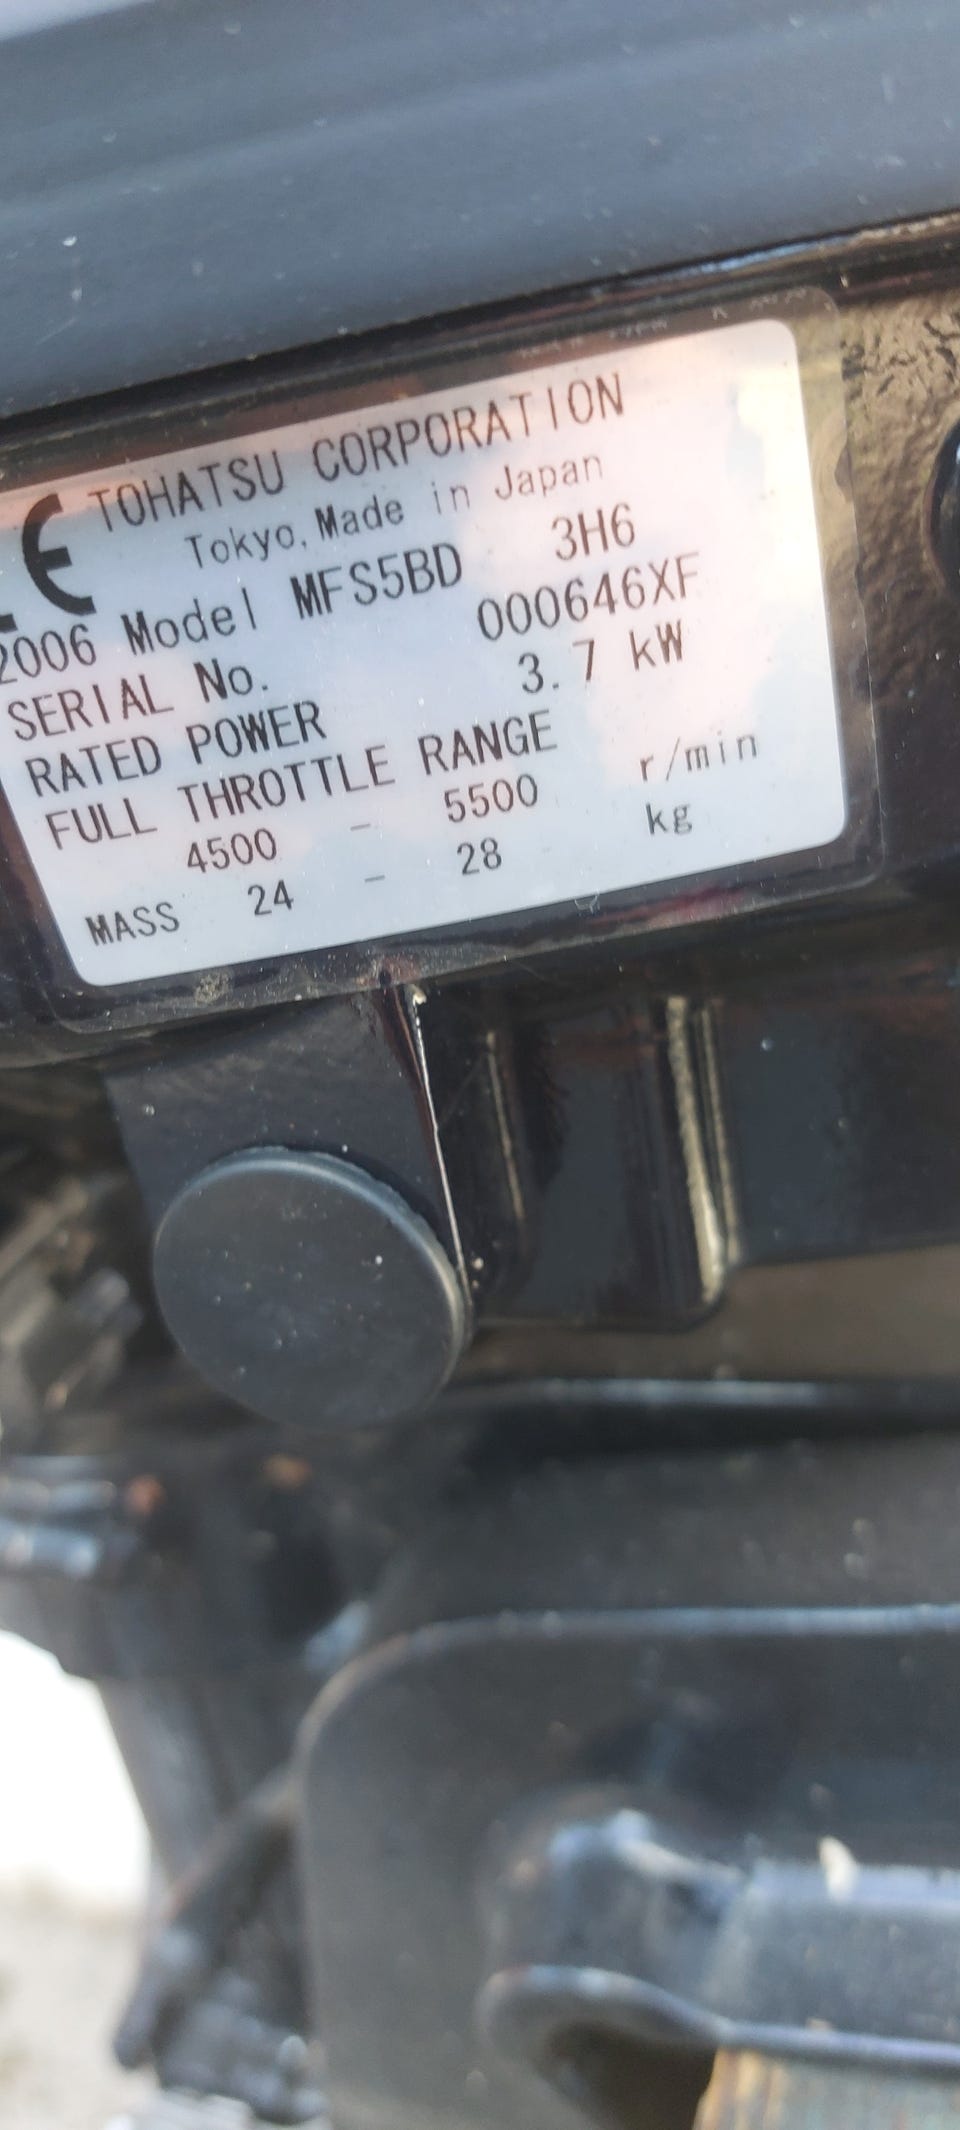 CE TOHATSU CORPORATION
Tokyo, Made in Japan
2006 Model MFS5BD 3H6
SERIAL No. 000646XF
RATED POWER 3.7 kW
FULL THROTTLE RANGE
4500 - 5500 r/min
MASS 24 - 28 kg